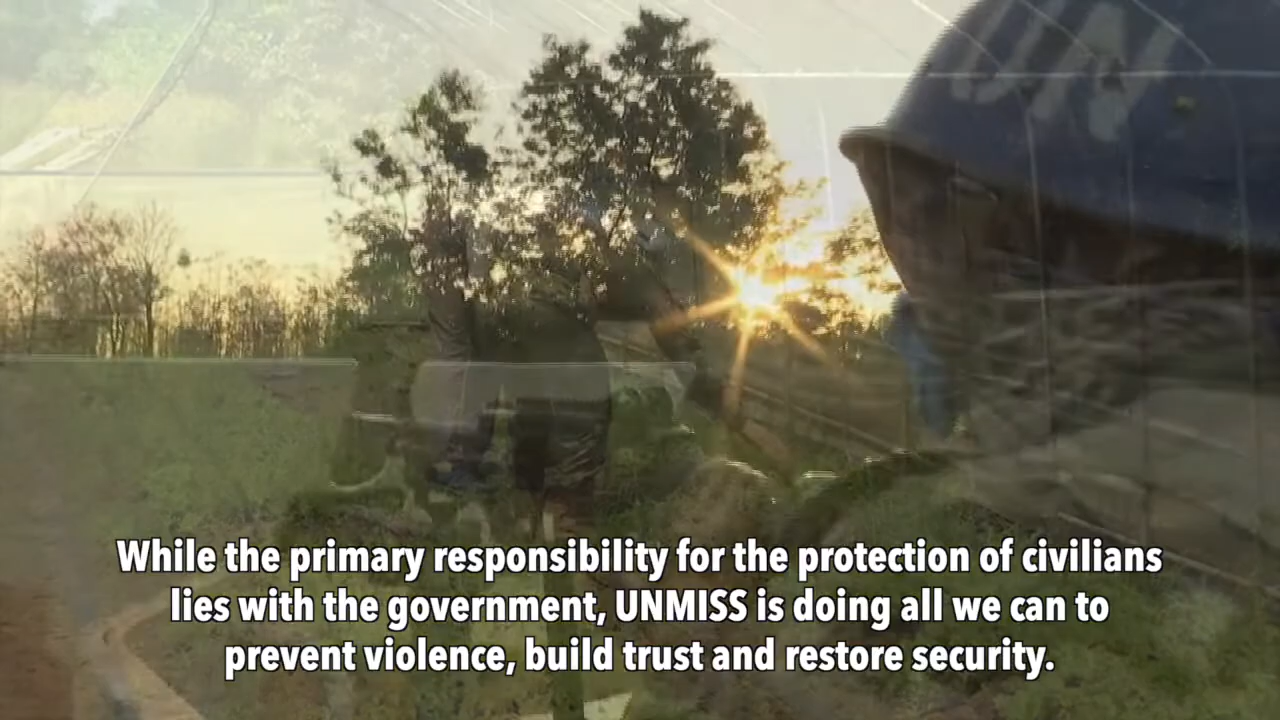 UN
While the primary responsibility for the protection of civilians
lies with the government, UNMISS is doing all we can to
prevent violence, build trust and restore security.